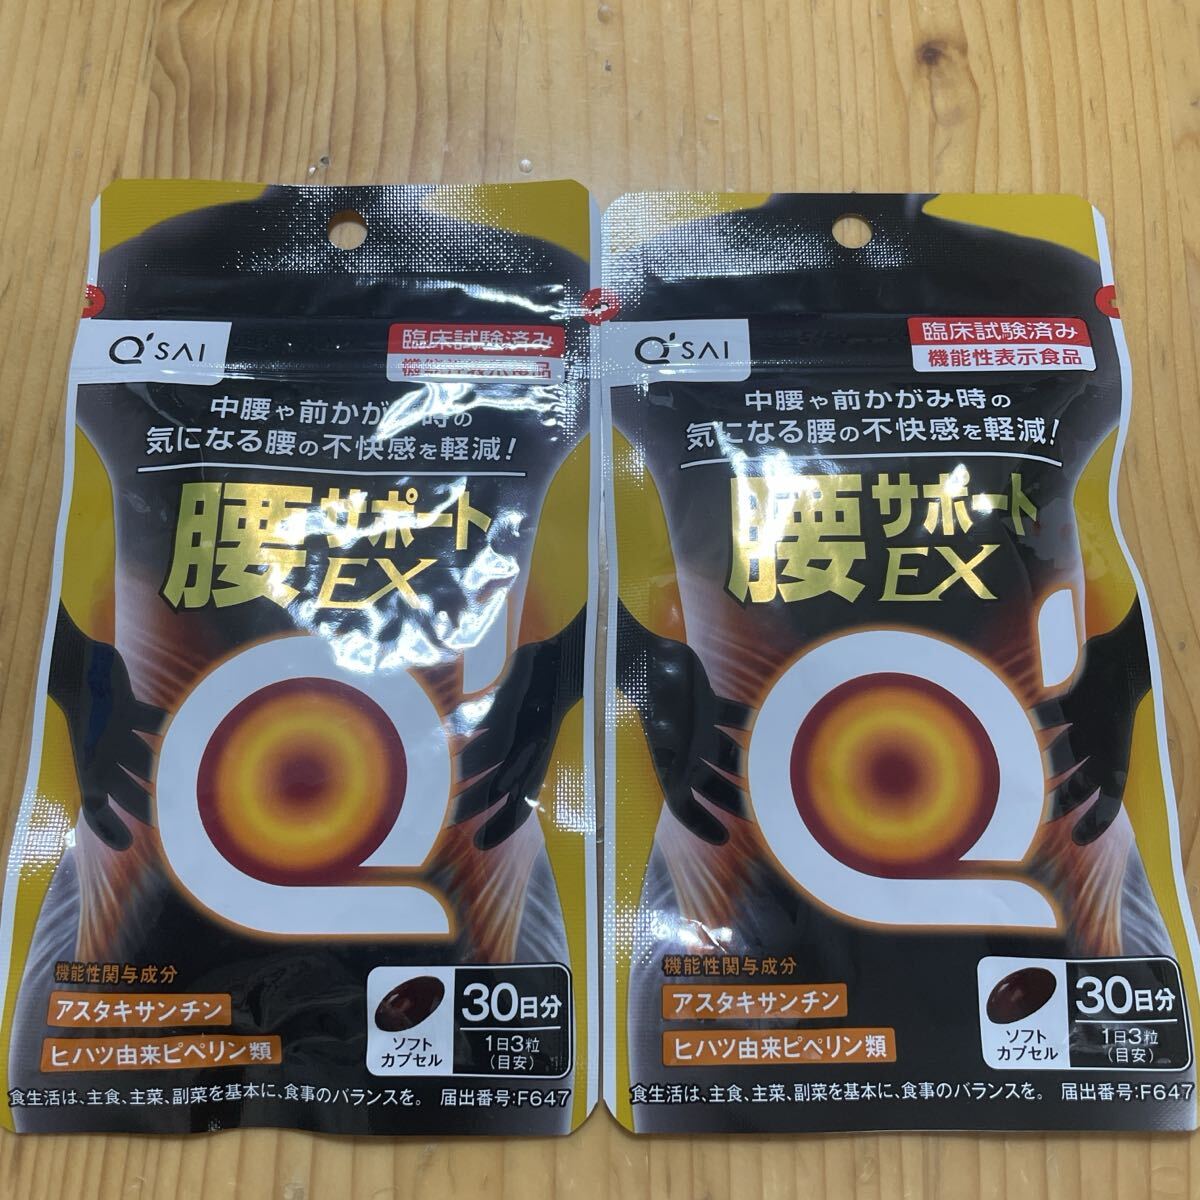 Q'SAI
臨床試験済み
機能性表示食品
中腰や前かがみ時の
気になる腰の不快感を軽減!
腰サポート
EX
機能性関与成分
アスタキサンチン
ヒハツ由来ピペリン類
ソフト
カプセル
30日分
1日3粒
(目安)
食生活は、主食、主菜、副菜を基本に、食事のバランスを。 届出番号:F647
Q'SAI
臨床試験済み
機能性表示食品
中腰や前かがみ時の
気になる腰の不快感を軽減!
腰サポート
EX
機能性関与成分
アスタキサンチン
ヒハツ由来ピペリン類
ソフト
カプセル
30日分
1日3粒
(目安)
食生活は、主食、主菜、副菜を基本に、食事のバランスを。 届出番号:F647